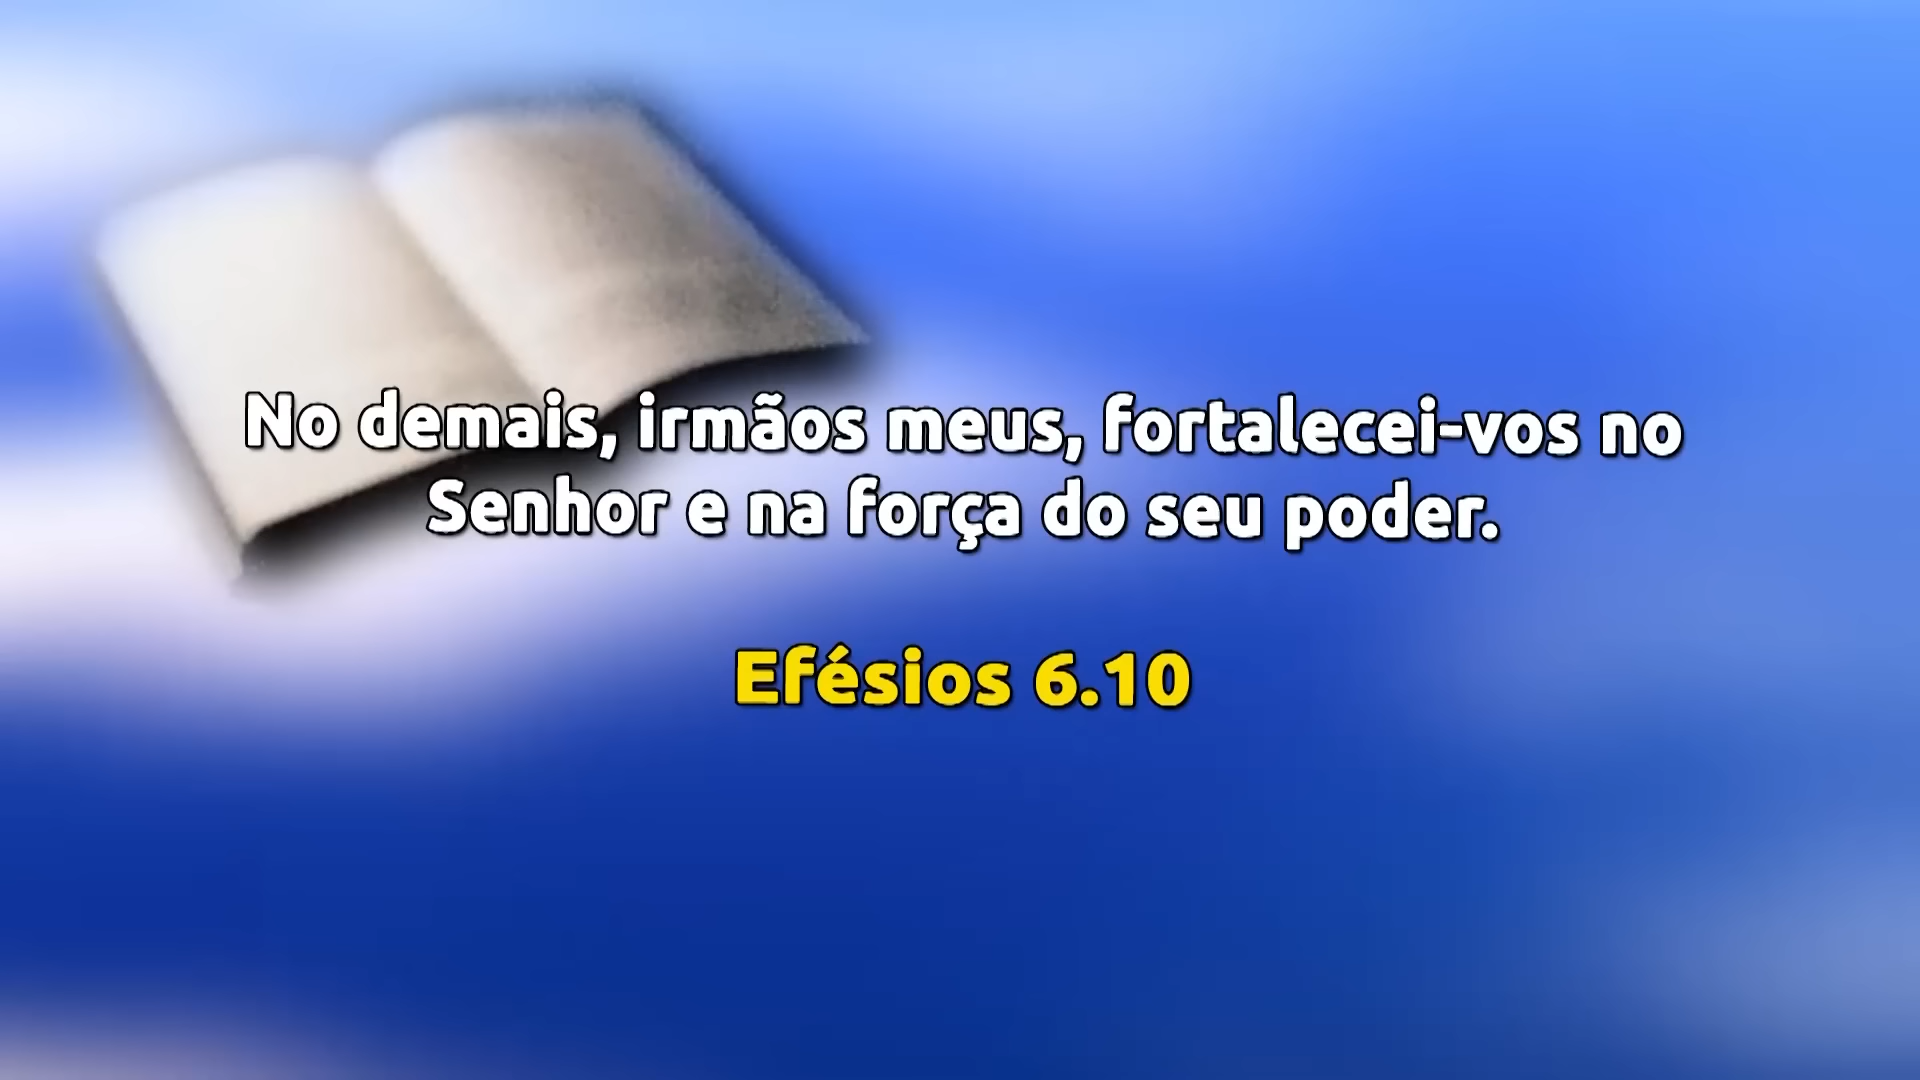 No demais, irmãos meus, fortalecei-vos no
Senhor e na força do seu poder.
Efésios 6.10